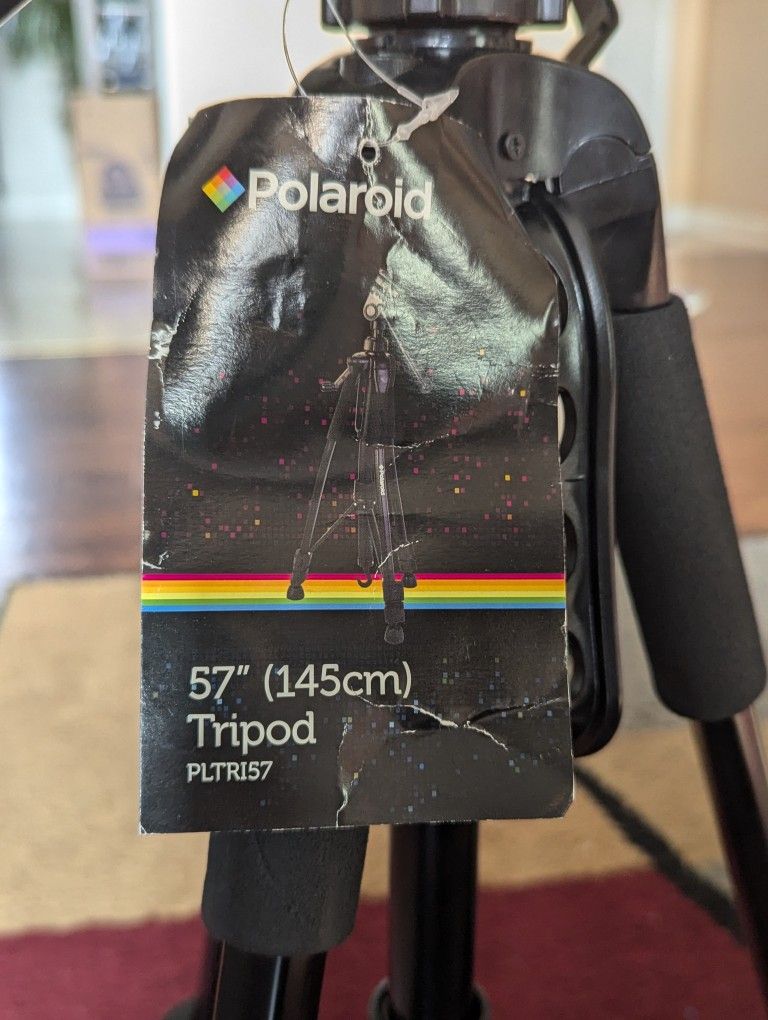 Polaroid
57" (145cm)
Tripod
PLTRI57